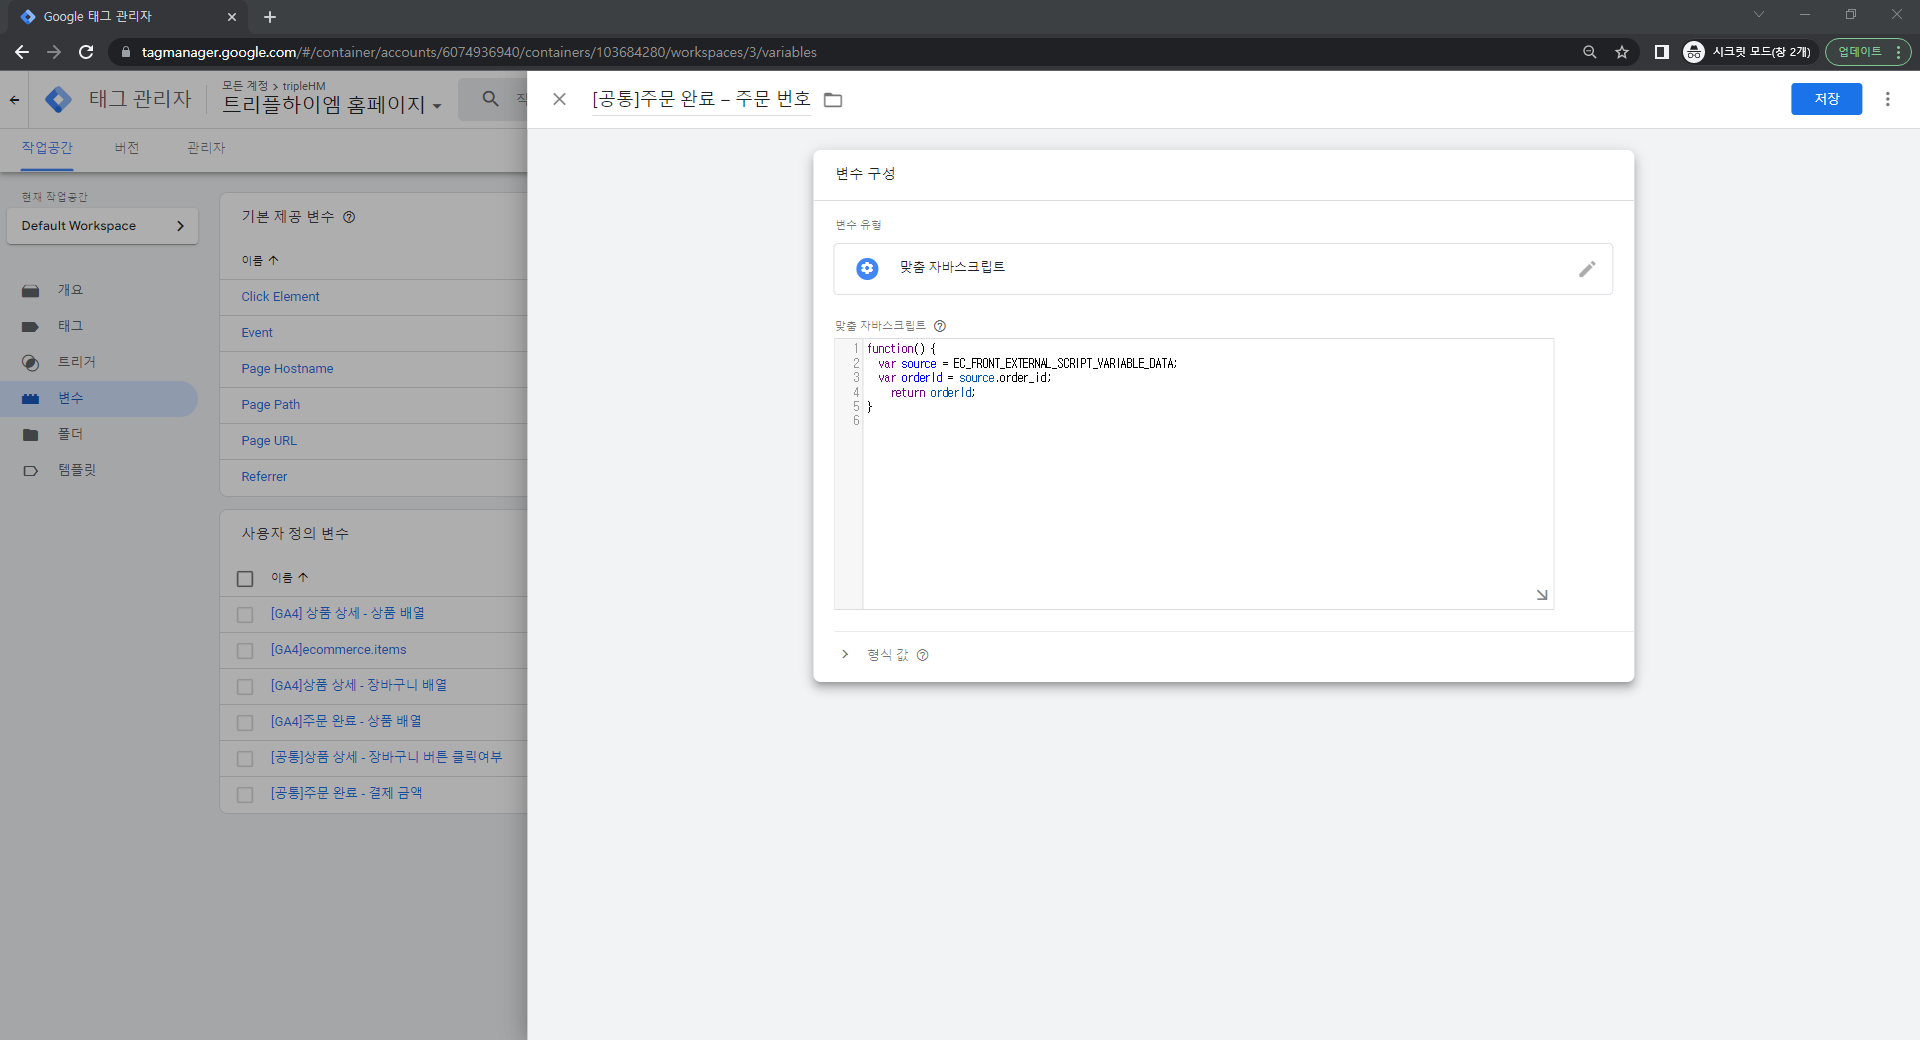 Google 태그 관리자
tagmanager.google.com/#/container/accounts/6074936940/containers/103684280/workspaces/3/variables
시크릿 모드(창 2개)
업데이트
태그 관리자
모든 계정 > tripleHM
트리플하이엠 홈페이지
작
[공통]주문 완료 – 주문 번호
저장
작업공간
버전
관리자
현재 작업공간
Default Workspace
개요
태그
트리거
변수
폴더
템플릿
기본 제공 변수
이름
Click Element
Event
Page Hostname
Page Path
Page URL
Referrer
사용자 정의 변수
이름
[GA4] 상품 상세 - 상품 배열
[GA4]ecommerce.items
[GA4]상품 상세 - 장바구니 배열
[GA4]주문 완료 - 상품 배열
[공통]상품 상세 - 장바구니 버튼 클릭여부
[공통]주문 완료 - 결제 금액
변수 구성
변수 유형
맞춤 자바스크립트
맞춤 자바스크립트
1 function() {
2 var source = EC_FRONT_EXTERNAL_SCRIPT_VARIABLE_DATA;
3 var orderId = source.order_id;
4 return orderId;
5 }
6
형식 값